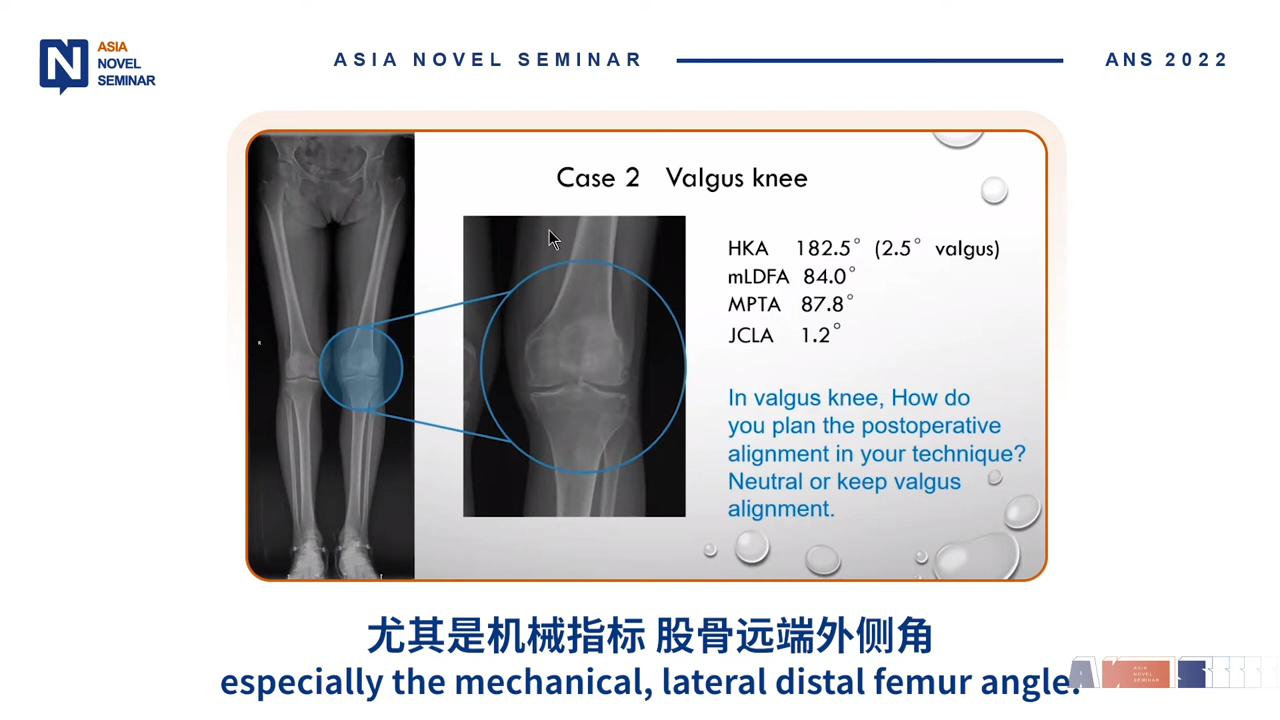 ASIA
NOVEL
SEMINAR
ASIA NOVEL SEMINAR
ANS 2022
Case 2 Valgus knee
HKA 182.5° (2.5° valgus)
mLDFA 84.0°
MPTA 87.8°
JCLA 1.2°
In valgus knee, How do
you plan the postoperative
alignment in your technique?
Neutral or keep valgus
alignment.
R
尤其是机械指标 股骨远端外侧角
especially the mechanical, lateral distal femur angle.
ASIA
NOVEL
SEMINAR